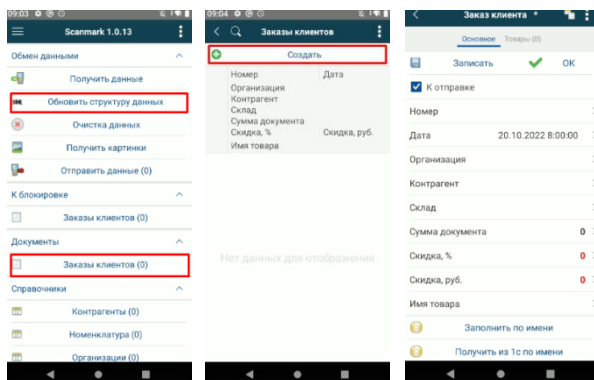 09:03
Scanmark 1.0.13
Обмен данными
Получить данные
Обновить структуру данных
Очистка данных
Получить картинки
Отправить данные (0)
К блокировке
Заказы клиентов (0)
Документы
Заказы клиентов (0)
Справочники
Контрагенты (0)
Номенклатура (0)
Организации (0)
09:04
Заказы клиентов
Создать
Номер Дата
Организация
Контрагент
Склад
Сумма документа
Скидка, % Скидка, руб.
Имя товара
Нет данных для отображения
Заказ клиента *
Основное Товары (0)
Записать OK
К отправке
Номер
Дата 20.10.2022 8:00:00
Организация
Контрагент
Склад
Сумма документа 0
Скидка, % 0
Скидка, руб. 0
Имя товара
Заполнить по имени
Получить из 1с по имени